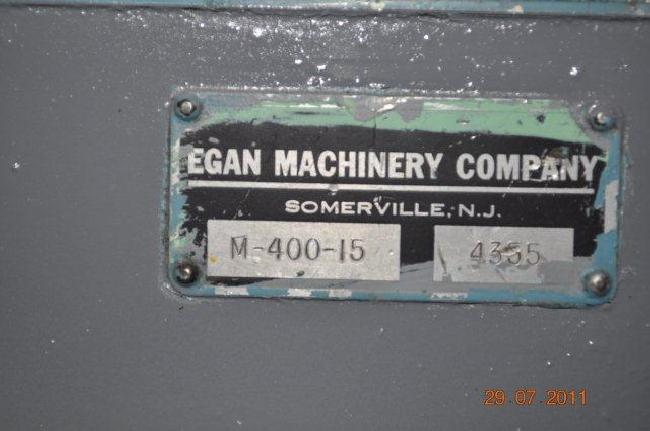 EGAN MACHINERY COMPANY
SOMERVILLE, N.J.
M-400-15 4355
29 07 2011